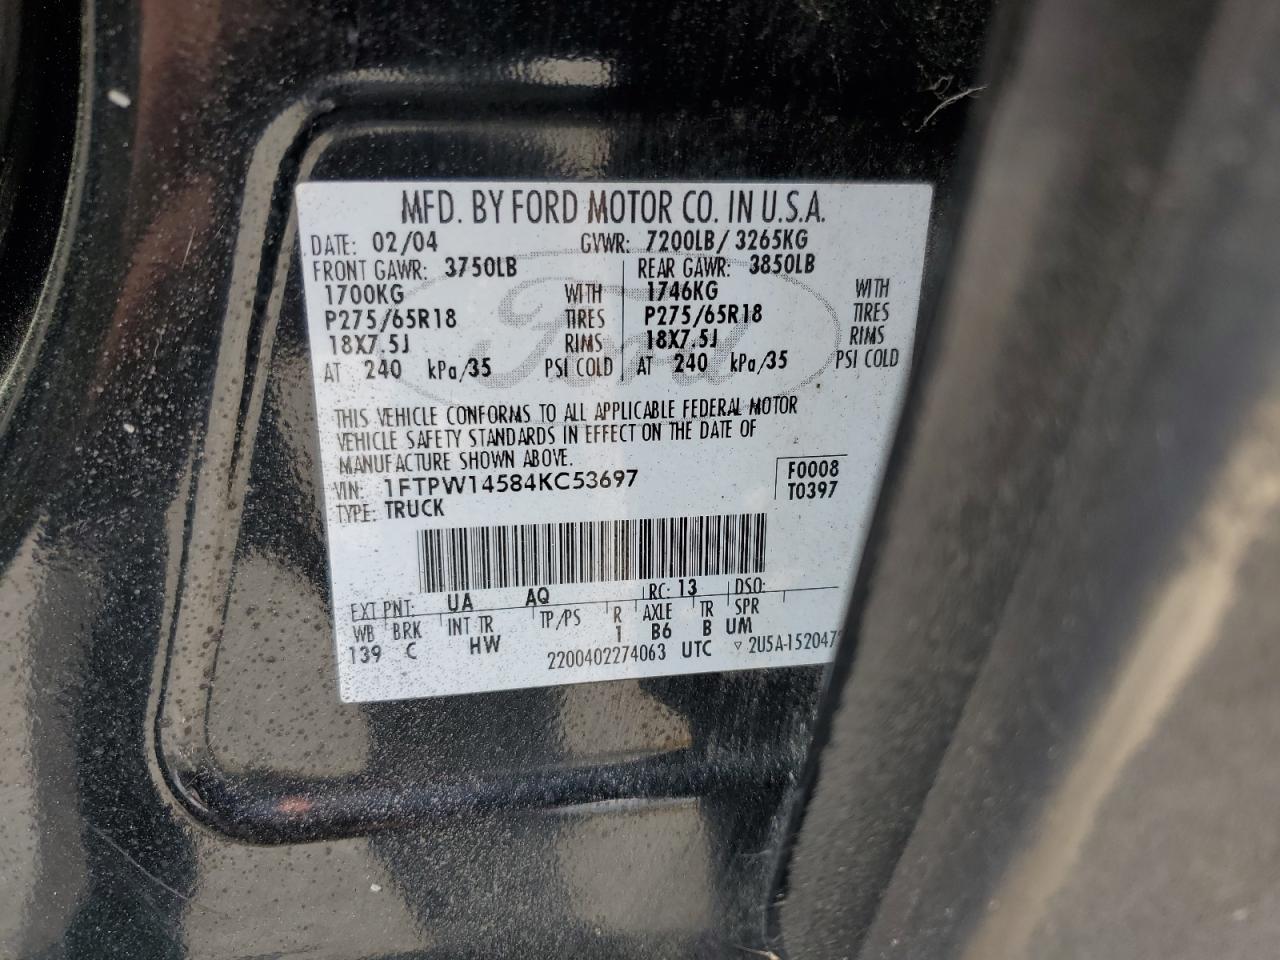 MFD. BY FORD MOTOR CO. IN U.S.A.
DATE: 02/04 GVWR: 7200LB/ 3265KG
FRONT GAWR: 3750LB REAR GAWR: 3850LB
1700KG WITH 1746KG WITH
P275/65R18 TIRES P275/65R18 TIRES
18X7.5J RIMS 18X7.5J RIMS
AT 240 kPa/35 PSI COLD AT 240 kPa/35 PSI COLD
Ford
THIS VEHICLE CONFORMS TO ALL APPLICABLE FEDERAL MOTOR
VEHICLE SAFETY STANDARDS IN EFFECT ON THE DATE OF
MANUFACTURE SHOWN ABOVE.
VIN: 1FTPW14584KC53697 F0008
TYPE: TRUCK T0397
EXT PNT: UA AQ RC: 13 DSO:
WB BRK INT TR TP/PS R AXLE TR SPR
139 C HW 1 B6 B UM
2200402274063 UTC ▽ 2U5A-152047